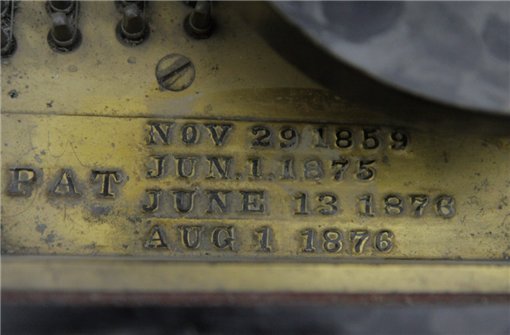 NOV 29 1859
JUN. 1. 1875
PAT
JUNE 13 1876
AUG 1 1876